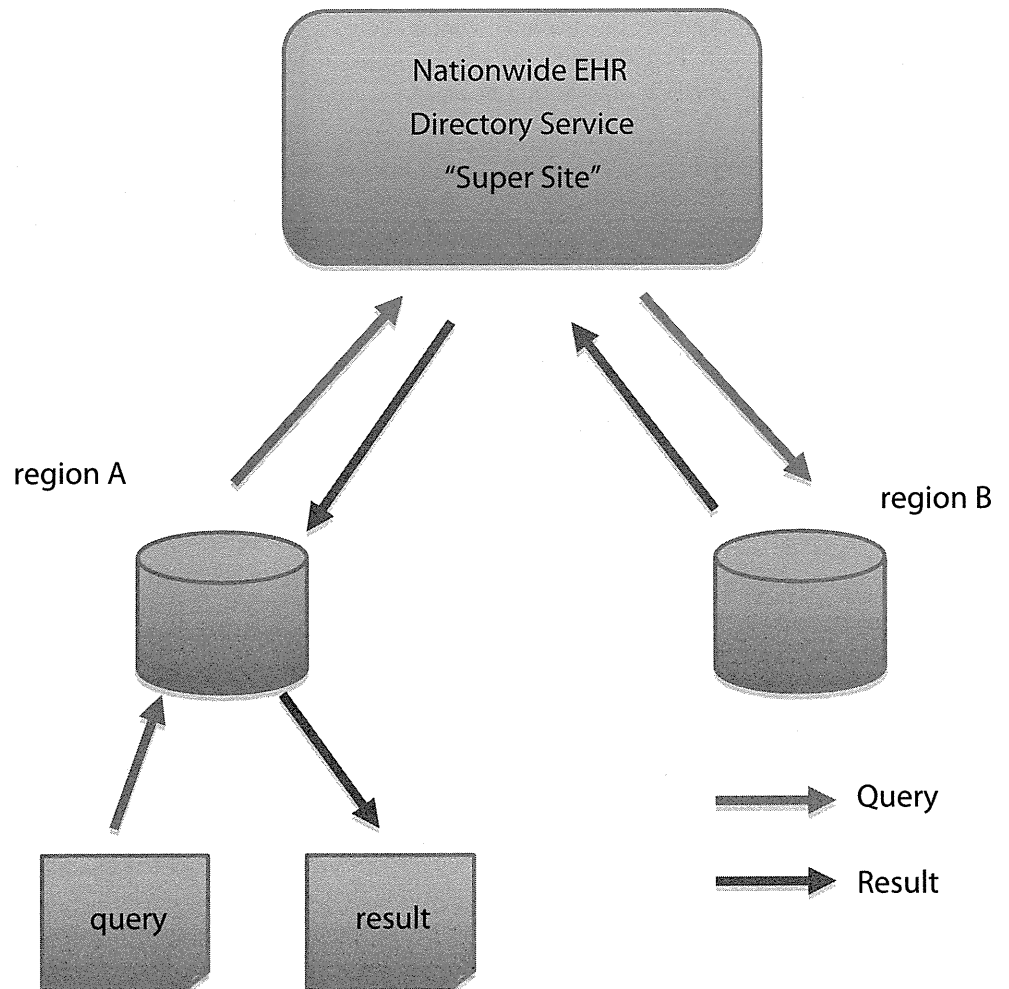 Nationwide EHR
Directory Service
“Super Site”
region A
region B
Query
Result
query
result